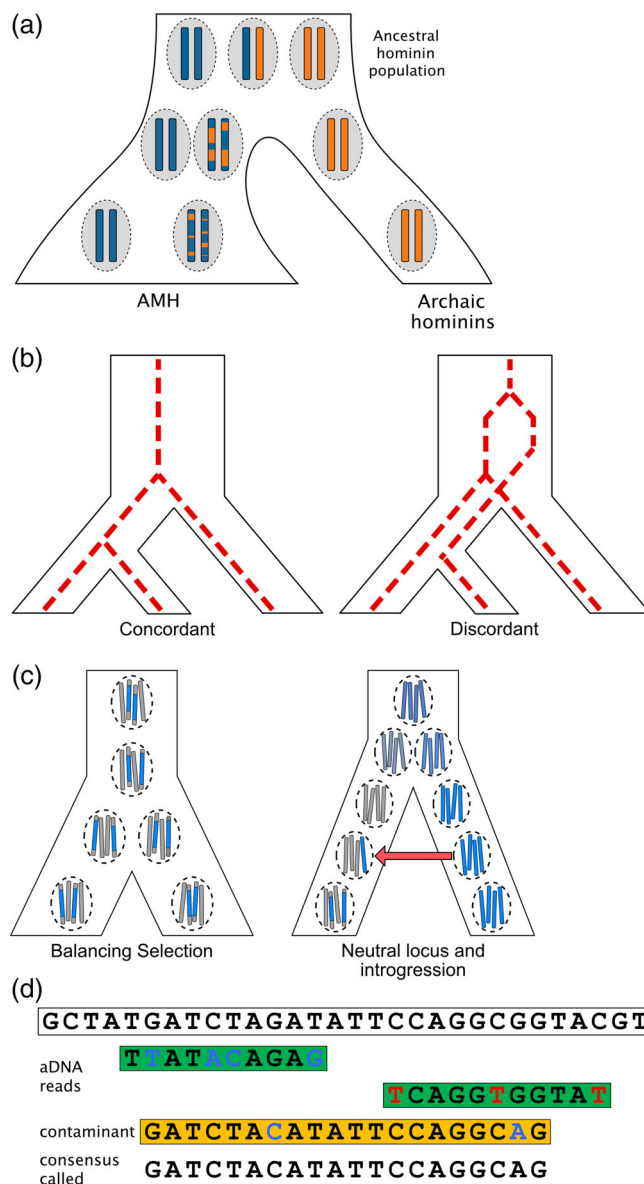 (a)
Ancestral
hominin
population
AMH
Archaic
hominins
(b)
Concordant
Discordant
(c)
Balancing Selection
Neutral locus and
introgression
(d)
GCTATGATCTAGATATTCCAGGCGGTACGT
aDNA
reads
TTATACAGAG
TCAGGTGGTAT
contaminant
GATCTACATATTCCAGGCAG
consensus
called
GATCTACATATTCCAGGCAG